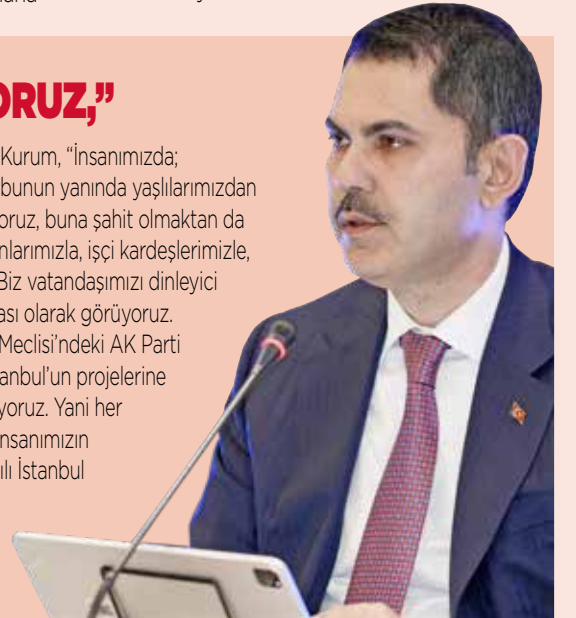 ORUZ,”
Kurum, “İnsanımızda;
bunun yanında yaşlılarımızdan
oruz, buna şahit olmaktan da
nlarımızla, işçi kardeşlerimizle,
Biz vatandaşımızı dinleyici
ası olarak görüyoruz.
Meclisi’ndeki AK Parti
anbul’un projelerine
yoruz. Yani her
nsanımızın
ılı İstanbul